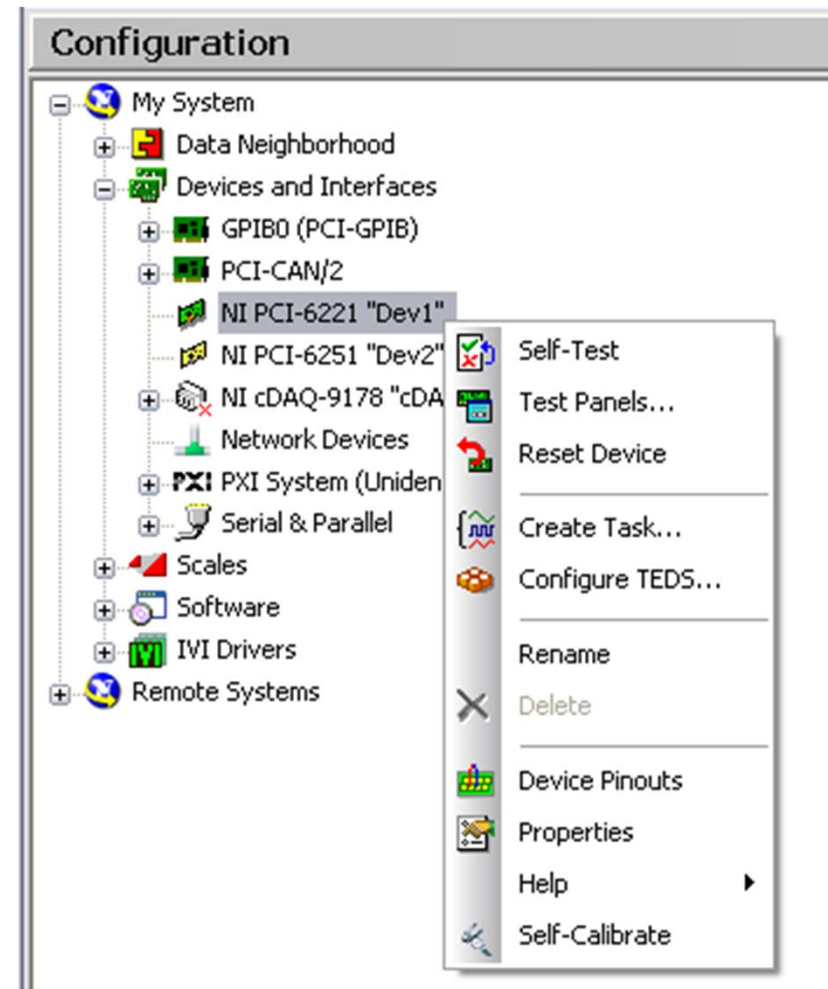 Configuration
My System
Data Neighborhood
Devices and Interfaces
GPIB0 (PCI-GPIB)
PCI-CAN/2
NI PCI-6221 "Dev1"
NI PCI-6251 "Dev2"
NI cDAQ-9178 "cDA
Network Devices
PXI PXI System (Uniden
Serial & Parallel
Scales
Software
IVI IVI Drivers
Remote Systems
Self-Test
Test Panels...
Reset Device
Create Task...
Configure TEDS...
Rename
Delete
Device Pinouts
Properties
Help
Self-Calibrate